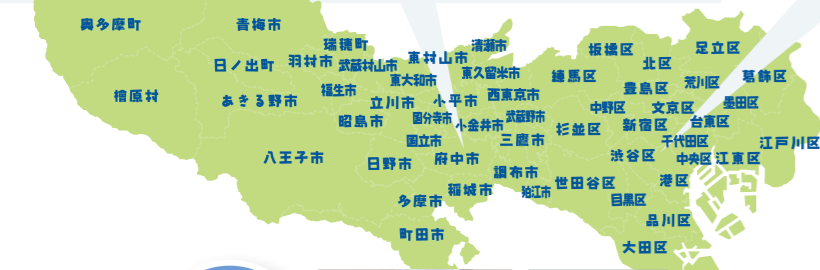 奥多摩町
青梅市
瑞穂町
清瀬市
日ノ出町
羽村市
武蔵村山市
東村山市
板橋区
足立区
北区
東大和市
東久留米市
練馬区
檜原村
福生市
あきる野市
立川市
小平市
西東京市
豊島区
荒川区
葛飾区
昭島市
国分寺市
小金井市
武蔵野市
中野区
文京区
墨田区
杉並区
新宿区
台東区
国立市
三鷹市
千代田区
江戸川区
八王子市
日野市
府中市
渋谷区
中央区
江東区
調布市
世田谷区
港区
多摩市
稲城市
狛江市
目黒区
品川区
町田市
大田区